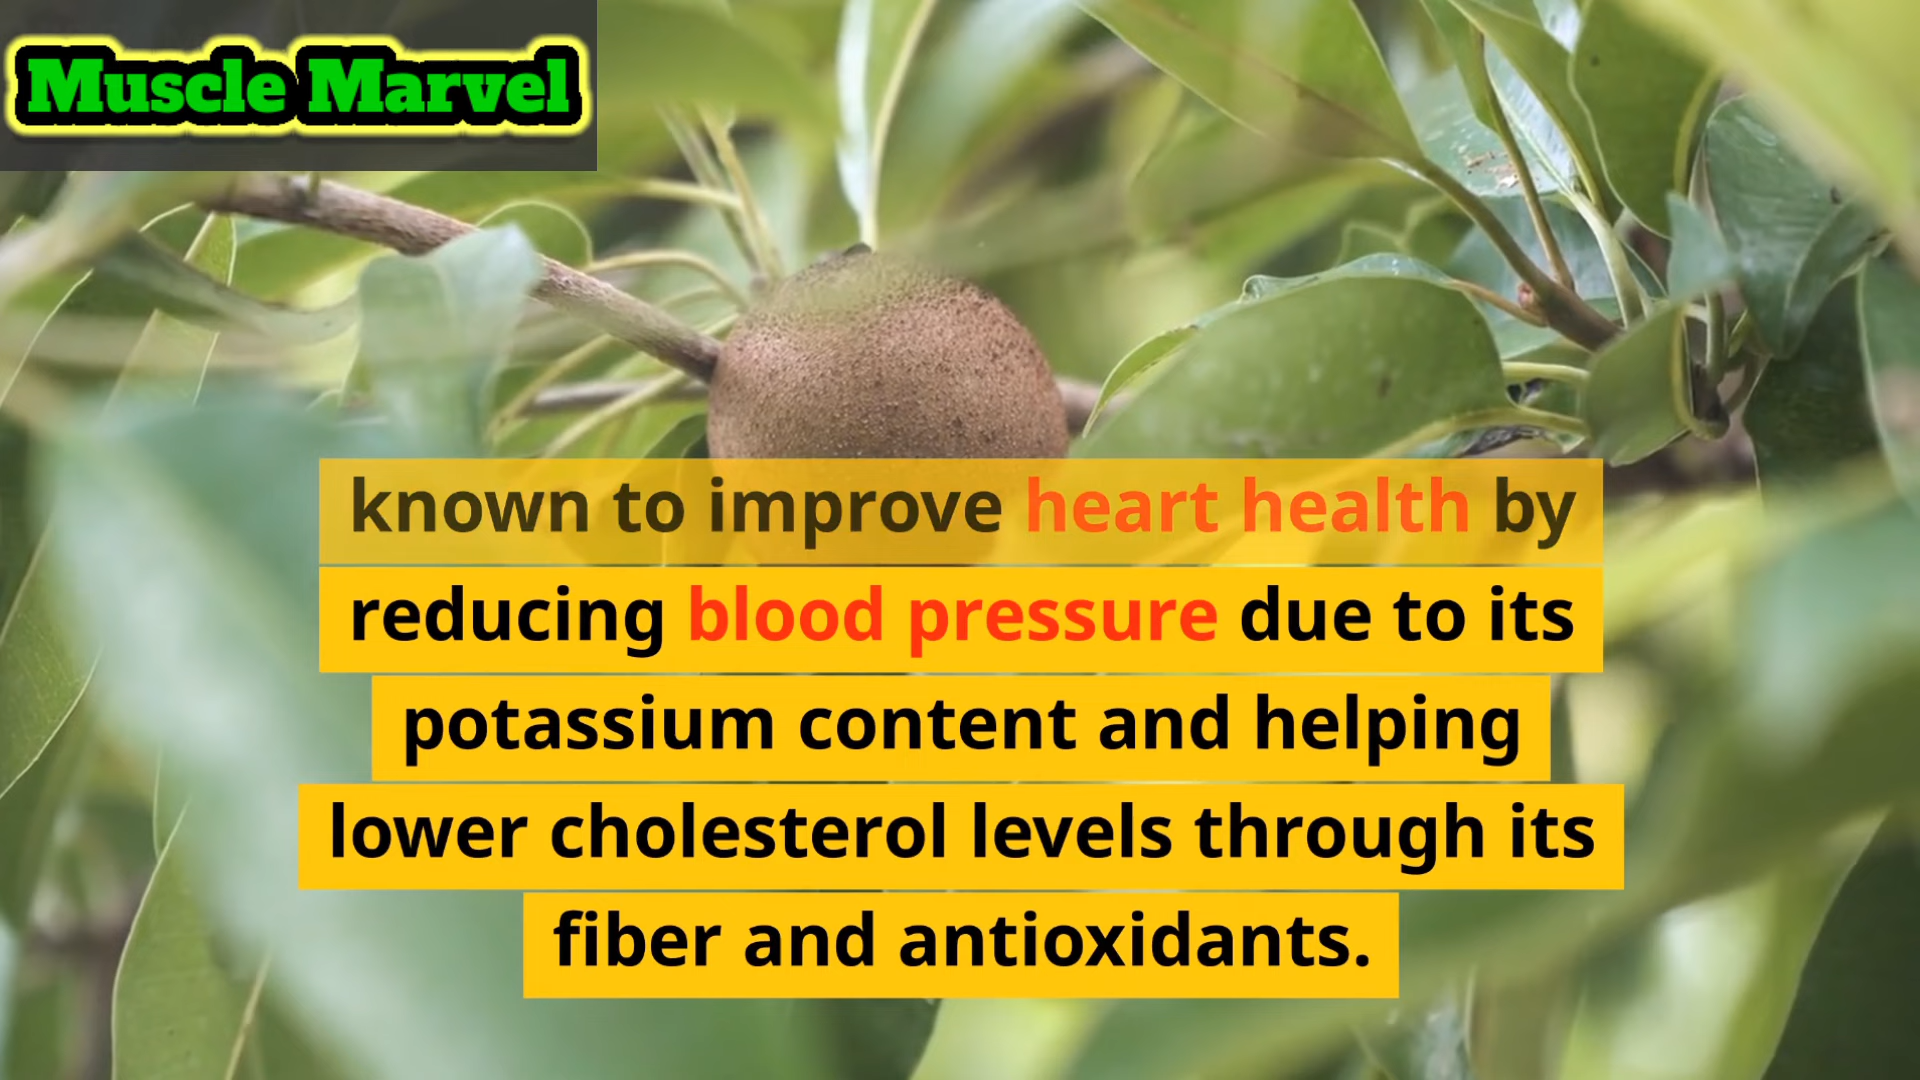 Muscle Marvel
known to improve heart health by
reducing blood pressure due to its
potassium content and helping
lower cholesterol levels through its
fiber and antioxidants.